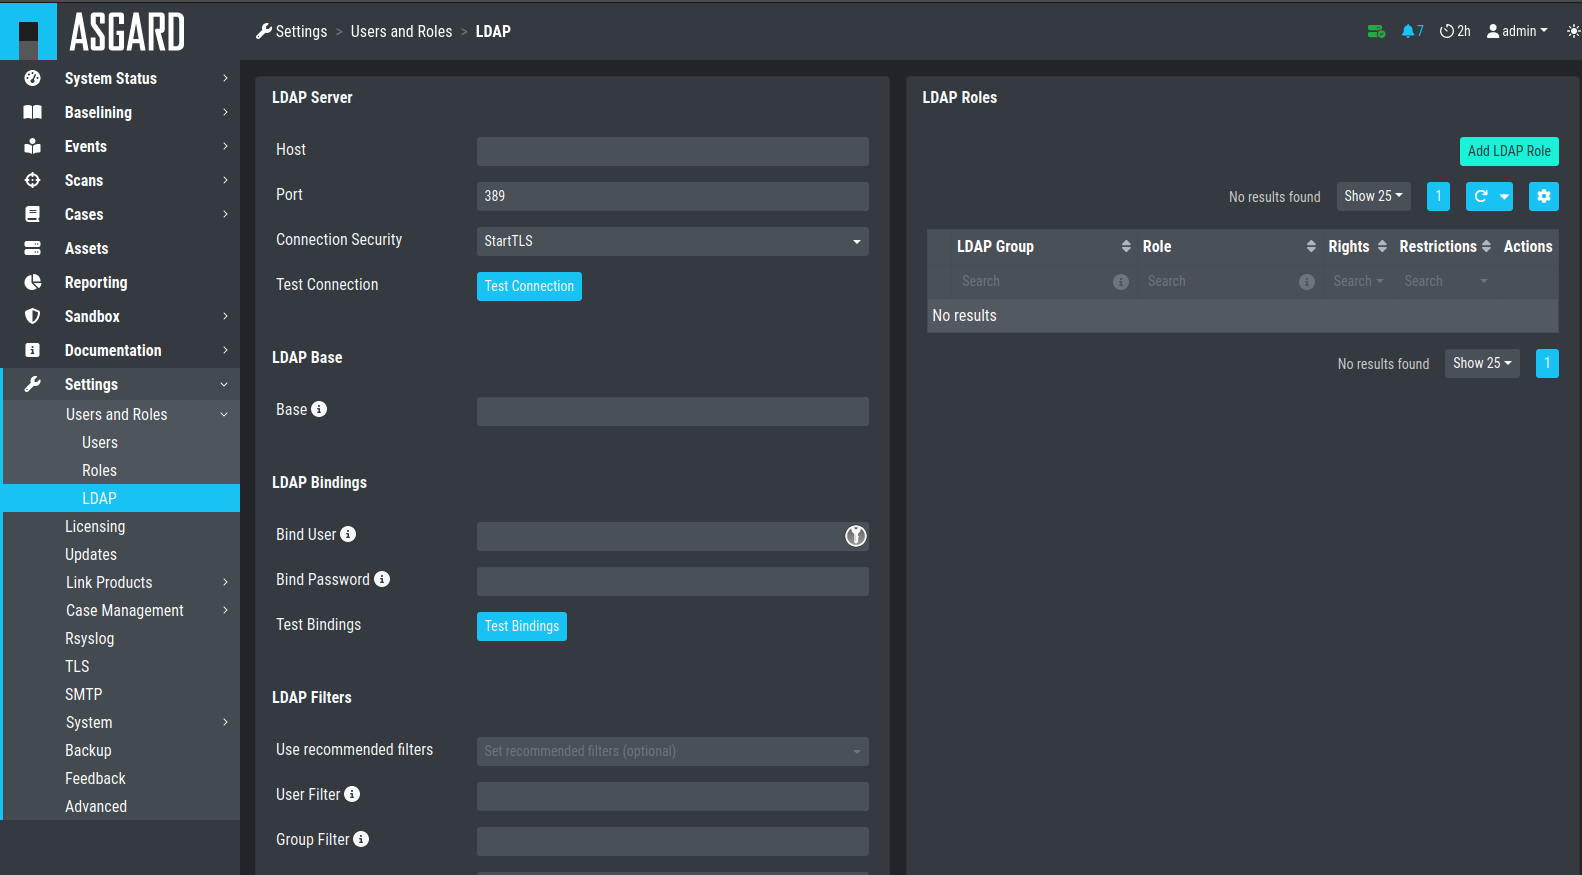 ASGARD
Settings > Users and Roles > LDAP
7
2h
admin
System Status
Baselining
Events
Scans
Cases
Assets
Reporting
Sandbox
Documentation
Settings
Users and Roles
Users
Roles
LDAP
Licensing
Updates
Link Products
Case Management
Rsyslog
TLS
SMTP
System
Backup
Feedback
Advanced
LDAP Server
Host
Port 389
Connection Security StartTLS
Test Connection Test Connection
LDAP Base
Base
LDAP Bindings
Bind User
Bind Password
Test Bindings Test Bindings
LDAP Filters
Use recommended filters Set recommended filters (optional)
User Filter
Group Filter
LDAP Roles
Add LDAP Role
No results found Show 25 1
LDAP Group Role Rights Restrictions Actions
Search Search Search Search
No results
No results found Show 25 1